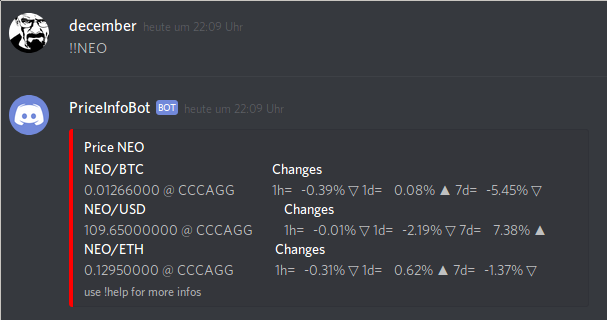 december heute um 22:09 Uhr
!!NEO
PriceInfoBot BOT heute um 22:09 Uhr
Price NEO
NEO/BTC Changes
0.01266000 @ CCCAGG 1h= -0.39% ▽ 1d= 0.08% ▲ 7d= -5.45% ▽
NEO/USD Changes
109.65000000 @ CCCAGG 1h= -0.01% ▽ 1d= -2.19% ▽ 7d= 7.38% ▲
NEO/ETH Changes
0.12950000 @ CCCAGG 1h= -0.31% ▽ 1d= 0.62% ▲ 7d= -1.37% ▽
use !help for more infos